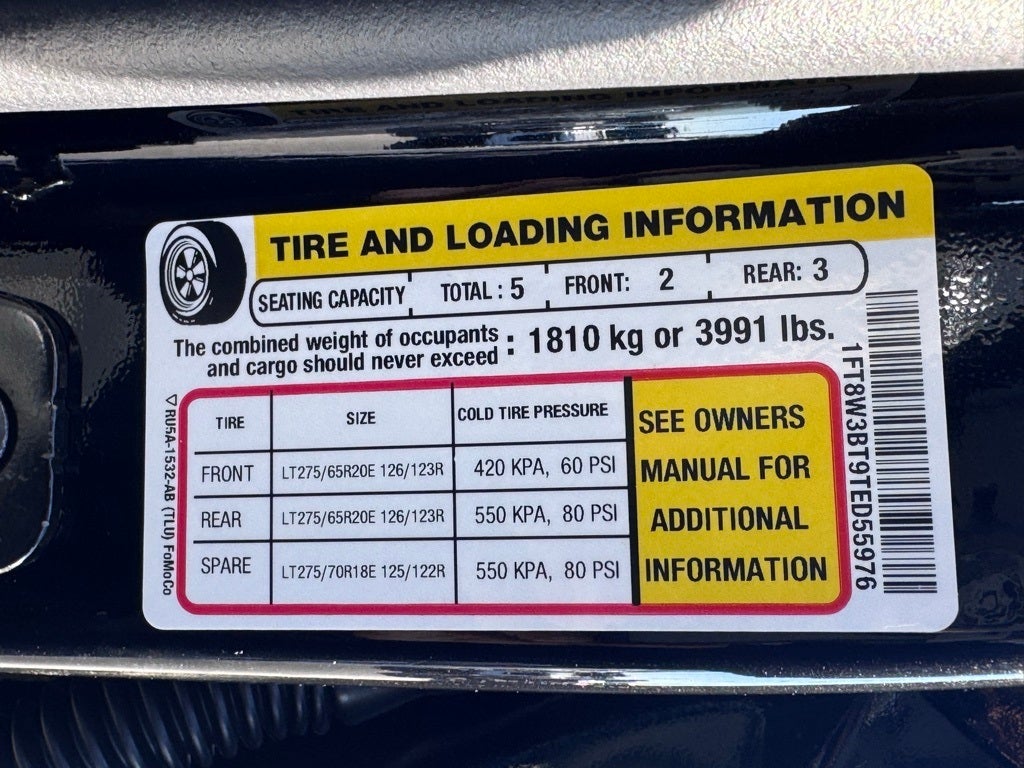 TIRE AND LOADING INFORMATION
SEATING CAPACITY TOTAL : 5 FRONT: 2 REAR: 3
The combined weight of occupants
and cargo should never exceed : 1810 kg or 3991 lbs.
TIRE SIZE COLD TIRE PRESSURE
FRONT LT275/65R20E 126/123R 420 KPA, 60 PSI
REAR LT275/65R20E 126/123R 550 KPA, 80 PSI
SPARE LT275/70R18E 125/122R 550 KPA, 80 PSI
SEE OWNERS
MANUAL FOR
ADDITIONAL
INFORMATION
RU5A-1532-AB (TLU) FoMoCo
1FT8W3BT9TED55976